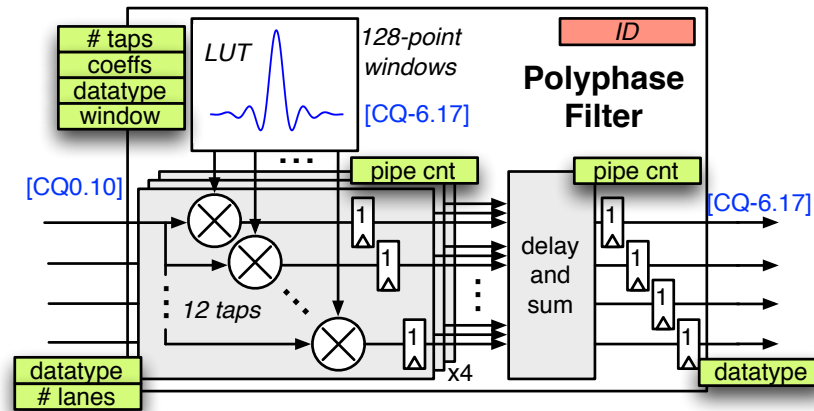 # taps
coeffs
datatype
window
LUT
128-point
windows
[CQ-6.17]
ID
Polyphase
Filter
[CQ0.10]
...
pipe cnt
pipe cnt
[CQ-6.17]
1
1
1
12 taps
x4
delay
and
sum
1
1
1
1
datatype
# lanes
datatype